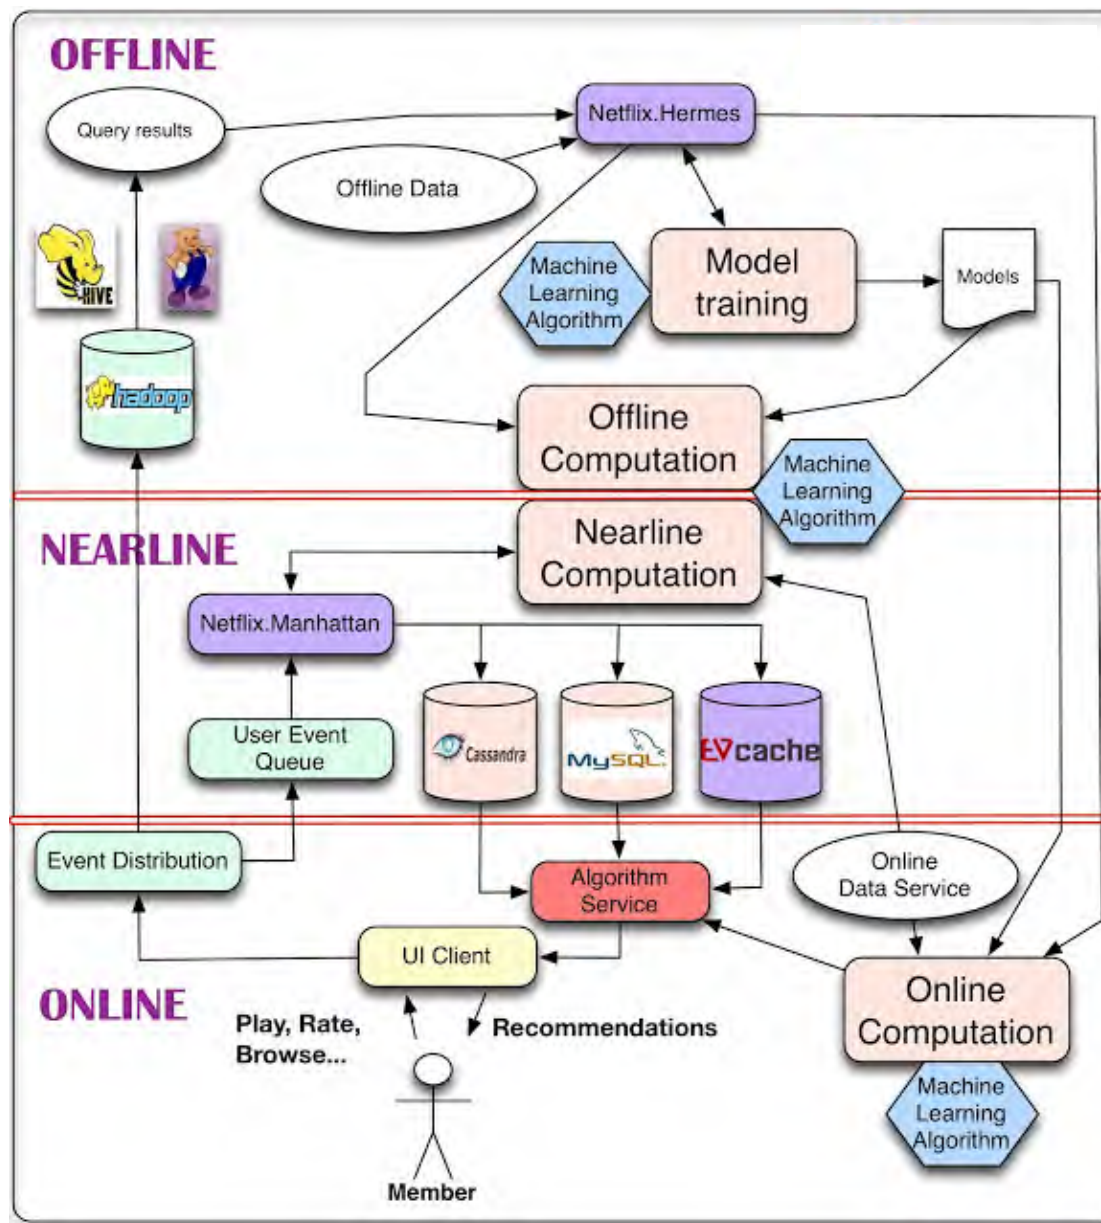 OFFLINE
Query results
Netflix.Hermes
Offline Data
HIVE
Machine
Learning
Algorithm
Model
training
Models
hadoop
Offline
Computation
Machine
Learning
Algorithm
NEARLINE
Nearline
Computation
Netflix.Manhattan
User Event
Queue
Cassandra
MySQL
EVcache
Event Distribution
Algorithm
Service
Online
Data Service
UI Client
ONLINE
Play, Rate,
Browse...
Recommendations
Online
Computation
Machine
Learning
Algorithm
Member